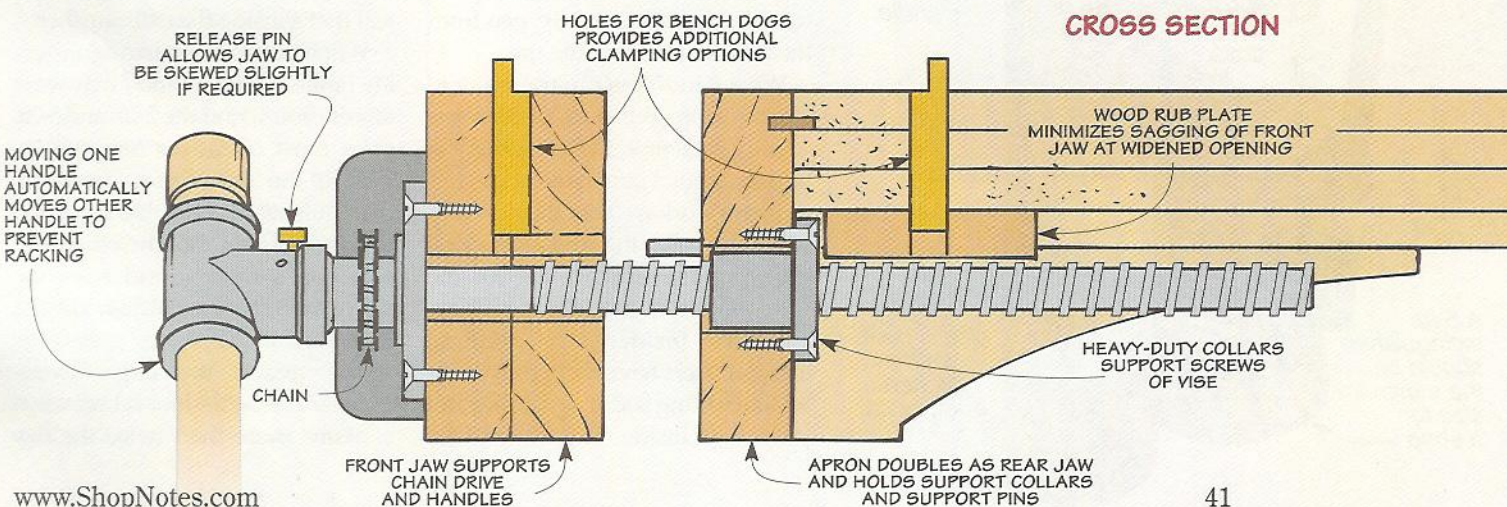 CROSS SECTION
RELEASE PIN
ALLOWS JAW TO
BE SKEWED SLIGHTLY
IF REQUIRED
HOLES FOR BENCH DOGS
PROVIDES ADDITIONAL
CLAMPING OPTIONS
WOOD RUB PLATE
MINIMIZES SAGGING OF FRONT
JAW AT WIDENED OPENING
MOVING ONE
HANDLE
AUTOMATICALLY
MOVES OTHER
HANDLE TO
PREVENT
RACKING
CHAIN
HEAVY-DUTY COLLARS
SUPPORT SCREWS
OF VISE
FRONT JAW SUPPORTS
CHAIN DRIVE
AND HANDLES
APRON DOUBLES AS REAR JAW
AND HOLDS SUPPORT COLLARS
AND SUPPORT PINS
www.ShopNotes.com
41